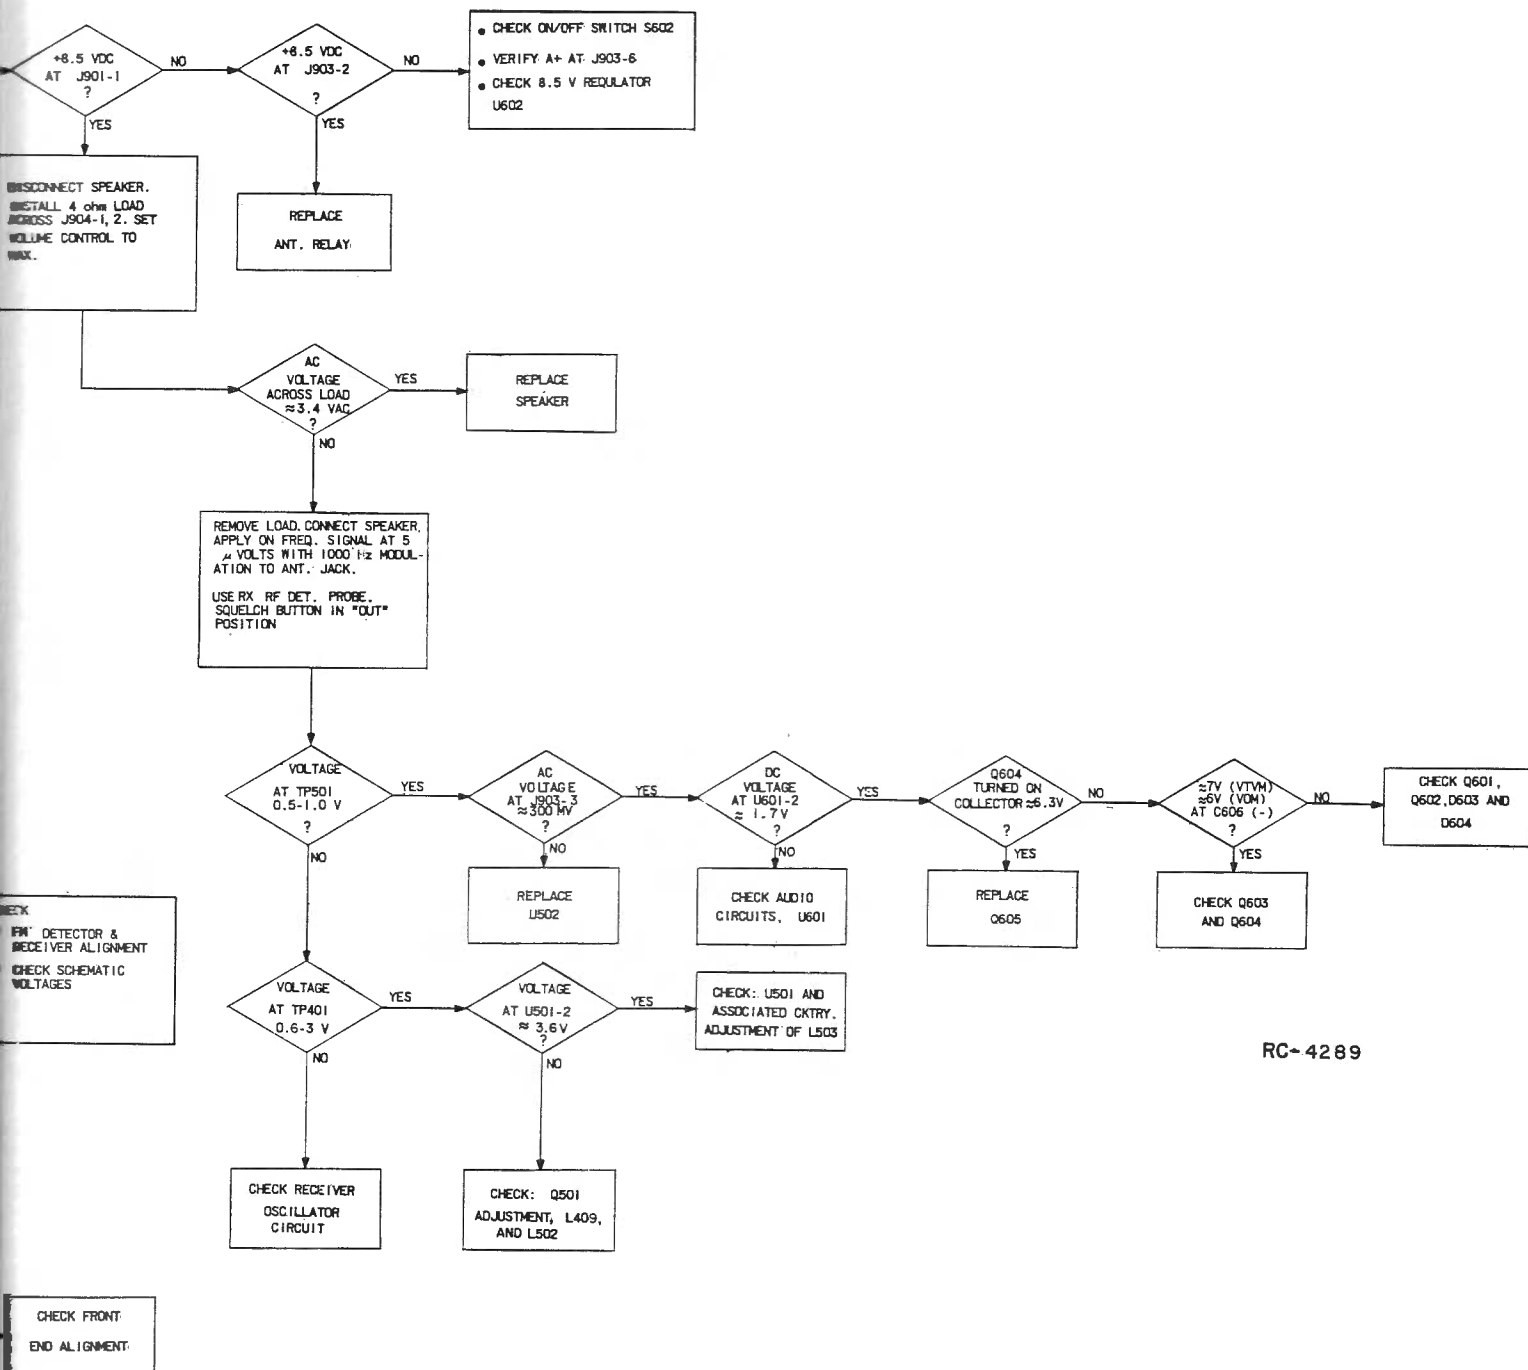 +8.5 VDC
AT J901-1
?
NO
YES
+8.5 VDC
AT J903-2
?
NO
YES
• CHECK ON/OFF SWITCH S602
• VERIFY A+ AT J903-6
• CHECK 8.5 V REQULATOR
U602
DISCONNECT SPEAKER.
INSTALL 4 ohm LOAD
ACROSS J904-1, 2. SET
VOLUME CONTROL TO
MAX.
REPLACE
ANT. RELAY
AC
VOLTAGE
ACROSS LOAD
≈3.4 VAC
?
YES
NO
REPLACE
SPEAKER
REMOVE LOAD. CONNECT SPEAKER.
APPLY ON FREQ. SIGNAL AT 5
μ VOLTS WITH 1000 Hz MODUL-
ATION TO ANT. JACK.
USE RX RF DET. PROBE.
SQUELCH BUTTON IN "OUT"
POSITION
VOLTAGE
AT TP501
0.5-1.0 V
?
YES
NO
AC
VOLTAGE
AT J903-3
≈300 MV
?
YES
NO
DC
VOLTAGE
AT U601-2
≈ 1.7V
?
YES
NO
Q604
TURNED ON
COLLECTOR ≈6.3V
?
NO
YES
≈7V (VTVM)
≈6V (VOM)
AT C606 (-)
?
NO
YES
CHECK Q601,
Q602, D603 AND
D604
REPLACE
U502
CHECK AUDIO
CIRCUITS, U601
REPLACE
Q605
CHECK Q603
AND Q604
FM DETECTOR &
RECEIVER ALIGNMENT
CHECK SCHEMATIC
VOLTAGES
VOLTAGE
AT TP401
0.6-3 V
?
YES
NO
VOLTAGE
AT U501-2
≈ 3.6V
?
YES
NO
CHECK: U501 AND
ASSOCIATED CKTRY.
ADJUSTMENT OF L503
RC-4289
CHECK RECEIVER
OSCILLATOR
CIRCUIT
CHECK: Q501
ADJUSTMENT, L409,
AND L502
CHECK FRONT
END ALIGNMENT